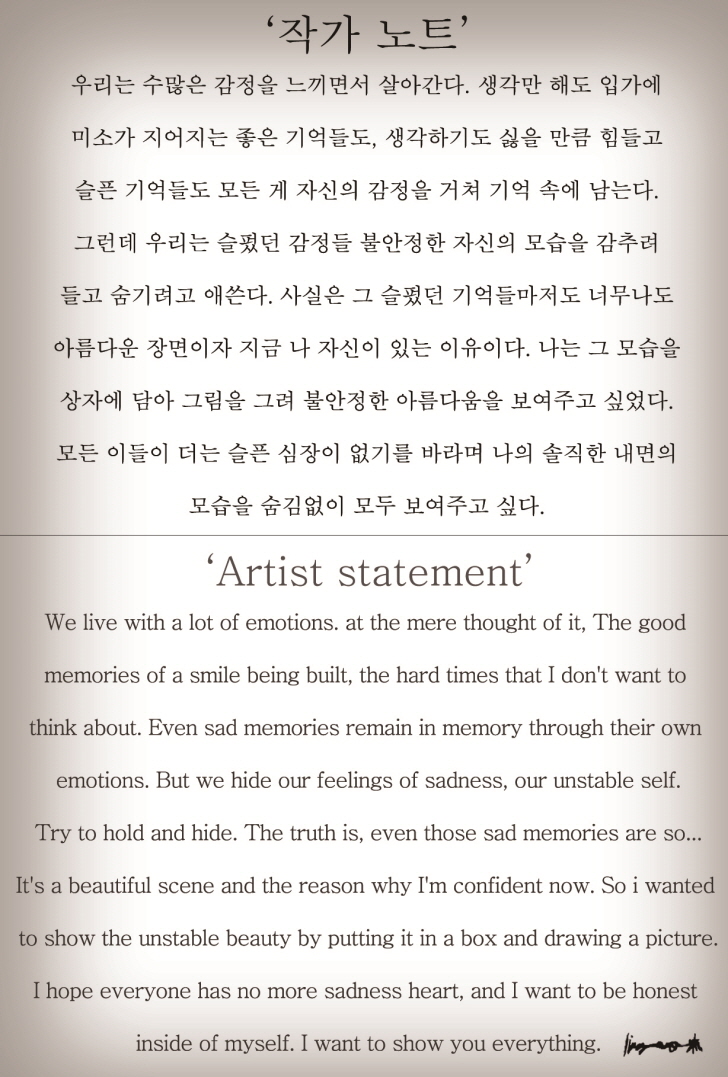 ‘작가 노트’
우리는 수많은 감정을 느끼면서 살아간다. 생각만 해도 입가에
미소가 지어지는 좋은 기억들도, 생각하기도 싫을 만큼 힘들고
슬픈 기억들도 모든 게 자신의 감정을 거쳐 기억 속에 남는다.
그런데 우리는 슬펐던 감정들 불안정한 자신의 모습을 감추려
들고 숨기려고 애쓴다. 사실은 그 슬펐던 기억들마저도 너무나도
아름다운 장면이자 지금 나 자신이 있는 이유이다. 나는 그 모습을
상자에 담아 그림을 그려 불안정한 아름다움을 보여주고 싶었다.
모든 이들이 더는 슬픈 심장이 없기를 바라며 나의 솔직한 내면의
모습을 숨김없이 모두 보여주고 싶다.
‘Artist statement’
We live with a lot of emotions. at the mere thought of it, The good
memories of a smile being built, the hard times that I don't want to
think about. Even sad memories remain in memory through their own
emotions. But we hide our feelings of sadness, our unstable self.
Try to hold and hide. The truth is, even those sad memories are so...
It's a beautiful scene and the reason why I'm confident now. So i wanted
to show the unstable beauty by putting it in a box and drawing a picture.
I hope everyone has no more sadness heart, and I want to be honest
inside of myself. I want to show you everything.